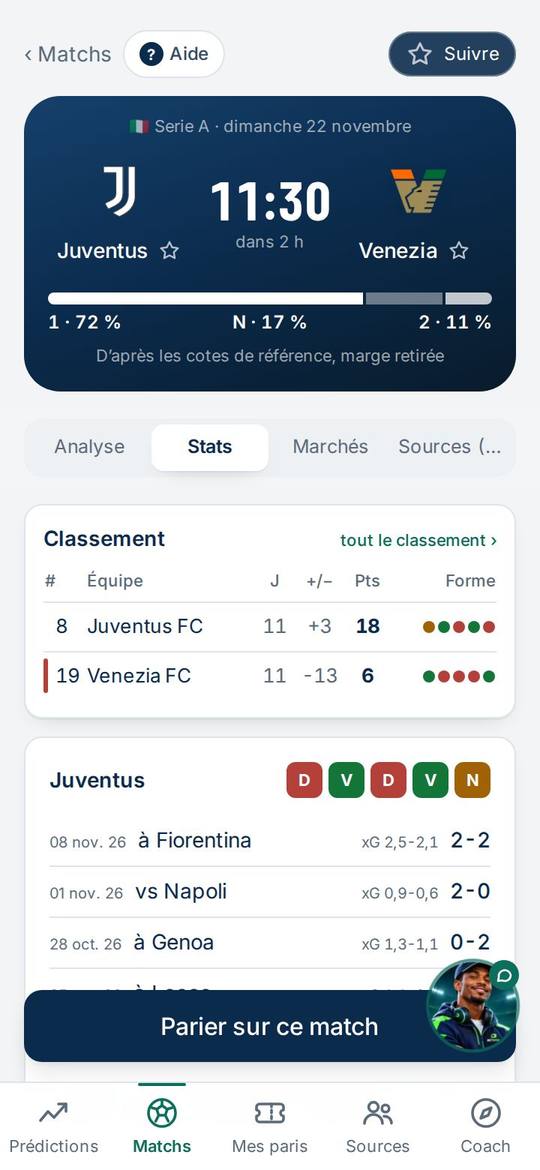 ‹ Matchs
? Aide
Suivre
Serie A · dimanche 22 novembre
11:30
dans 2 h
Juventus
Venezia
1 · 72 % N · 17 % 2 · 11 %
D’après les cotes de référence, marge retirée
Analyse Stats Marchés Sources (...
Classement tout le classement ›
# Équipe J +/− Pts Forme
8 Juventus FC 11 +3 18
19 Venezia FC 11 -13 6
Juventus D V D V N
08 nov. 26 à Fiorentina xG 2,5-2,1 2-2
01 nov. 26 vs Napoli xG 0,9-0,6 2-0
28 oct. 26 à Genoa xG 1,3-1,1 0-2
Parier sur ce match
Prédictions Matchs Mes paris Sources Coach